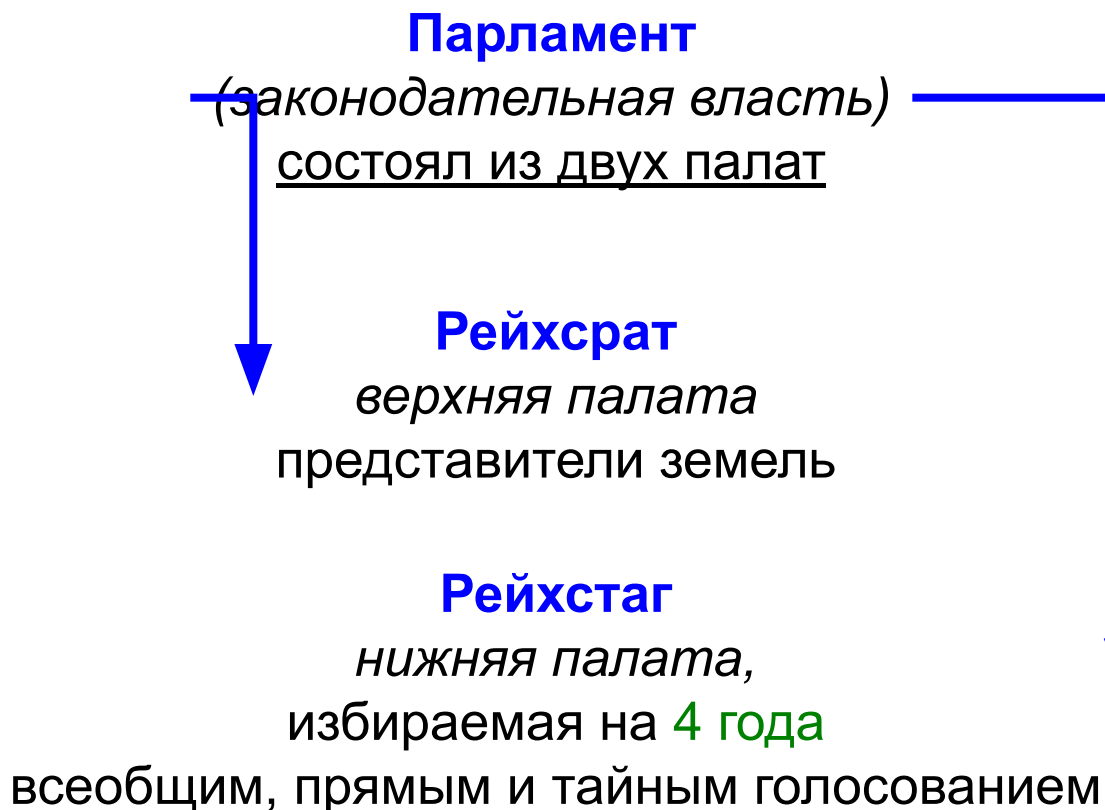 Парламент
(законодательная власть)
состоял из двух палат
Рейхсрат
верхняя палата
представители земель
Рейхстаг
нижняя палата,
избираемая на 4 года
всеобщим, прямым и тайным голосованием